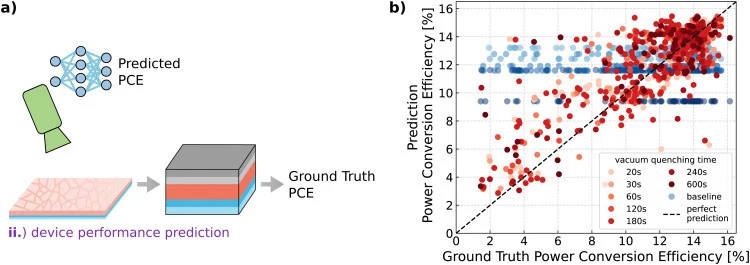 a)
Predicted
PCE
Ground Truth
PCE
ii.) device performance prediction
b)
Prediction
Power Conversion Efficiency [%]
16
14
12
10
8
6
4
2
0
0 2 4 6 8 10 12 14 16
Ground Truth Power Conversion Efficiency [%]
vacuum quenching time
20s 240s
30s 600s
60s baseline
120s perfect
180s prediction